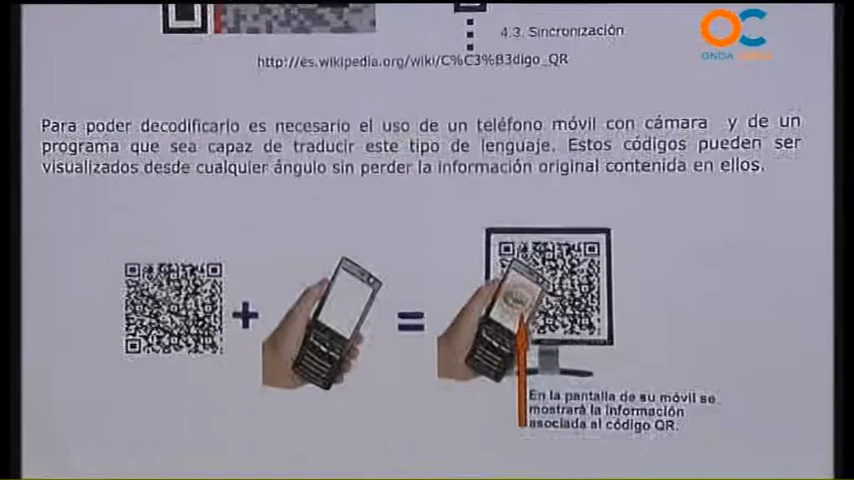 4.3. Sincronización
OC
ONDA
http://es.wikipedia.org/wiki/C%C3%B3digo_QR
Para poder decodificarlo es necesario el uso de un teléfono móvil con cámara y de un
programa que sea capaz de traducir este tipo de lenguaje. Estos códigos pueden ser
visualizados desde cualquier ángulo sin perder la información original contenida en ellos.
+
=
En la pantalla de su móvil se
mostrará la información
asociada al código QR.